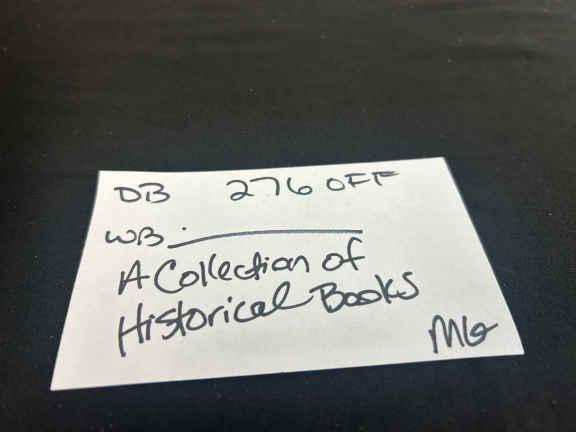 DB 276 OFF
WB.
A Collection of
Historical Books
MG